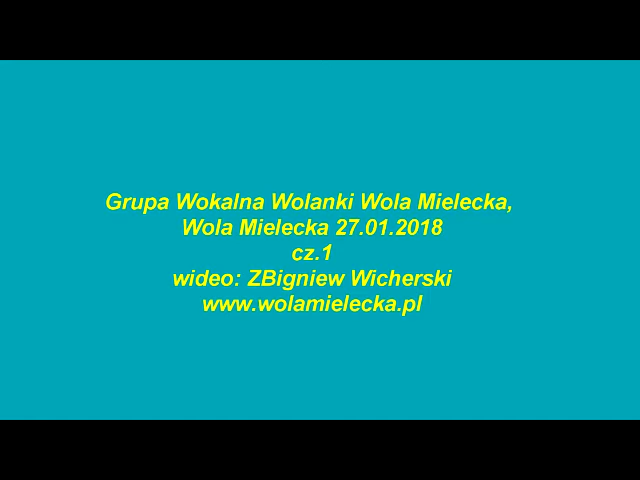 Grupa Wokalna Wolanki Wola Mielecka,
Wola Mielecka 27.01.2018
cz.1
wideo: ZBigniew Wicherski
www.wolamielecka.pl